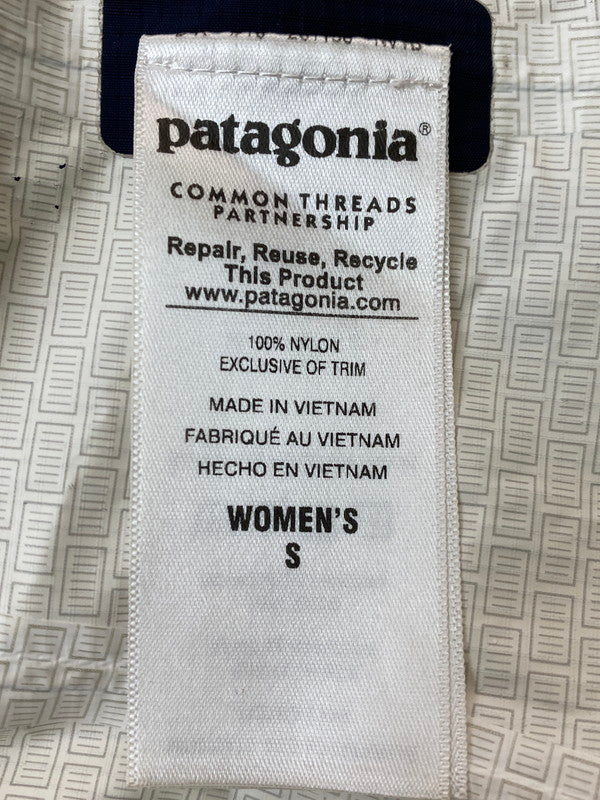 patagonia®
COMMON THREADS
PARTNERSHIP
Repair, Reuse, Recycle
This Product
www.patagonia.com
100% NYLON
EXCLUSIVE OF TRIM
MADE IN VIETNAM
FABRIQUÉ AU VIETNAM
HECHO EN VIETNAM
WOMEN'S
S